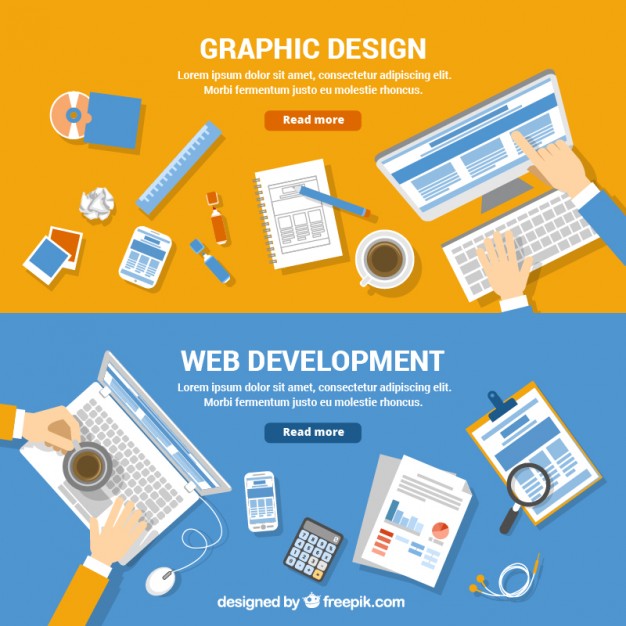 GRAPHIC DESIGN
Lorem ipsum dolor sit amet, consectetur adipiscing elit.
Morbi fermentum justo eu molestie rhoncus.
Read more
WEB DEVELOPMENT
Lorem ipsum dolor sit amet, consectetur adipiscing elit.
Morbi fermentum justo eu molestie rhoncus.
Read more
designed by freepik.com